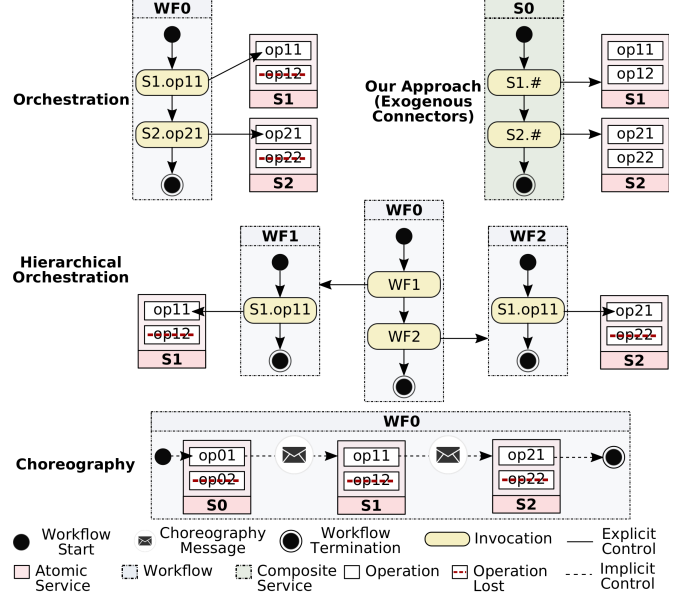 WF0
S1.op11
S2.op21
op11
op12
S1
op21
op22
S2
Orchestration
S0
S1.#
S2.#
op11
op12
S1
op21
op22
S2
Our Approach
(Exogenous
Connectors)
WF0
WF1
WF2
WF1
S1.op11
WF2
S1.op11
Hierarchical
Orchestration
op11
op12
S1
op21
op22
S2
WF0
Choreography
op01
op02
S0
op11
op12
S1
op21
op22
S2
Workflow
Start
Choreography
Message
Workflow
Termination
Invocation
Explicit
Control
Atomic
Service
Workflow
Composite
Service
Operation
Operation
Lost
Implicit
Control